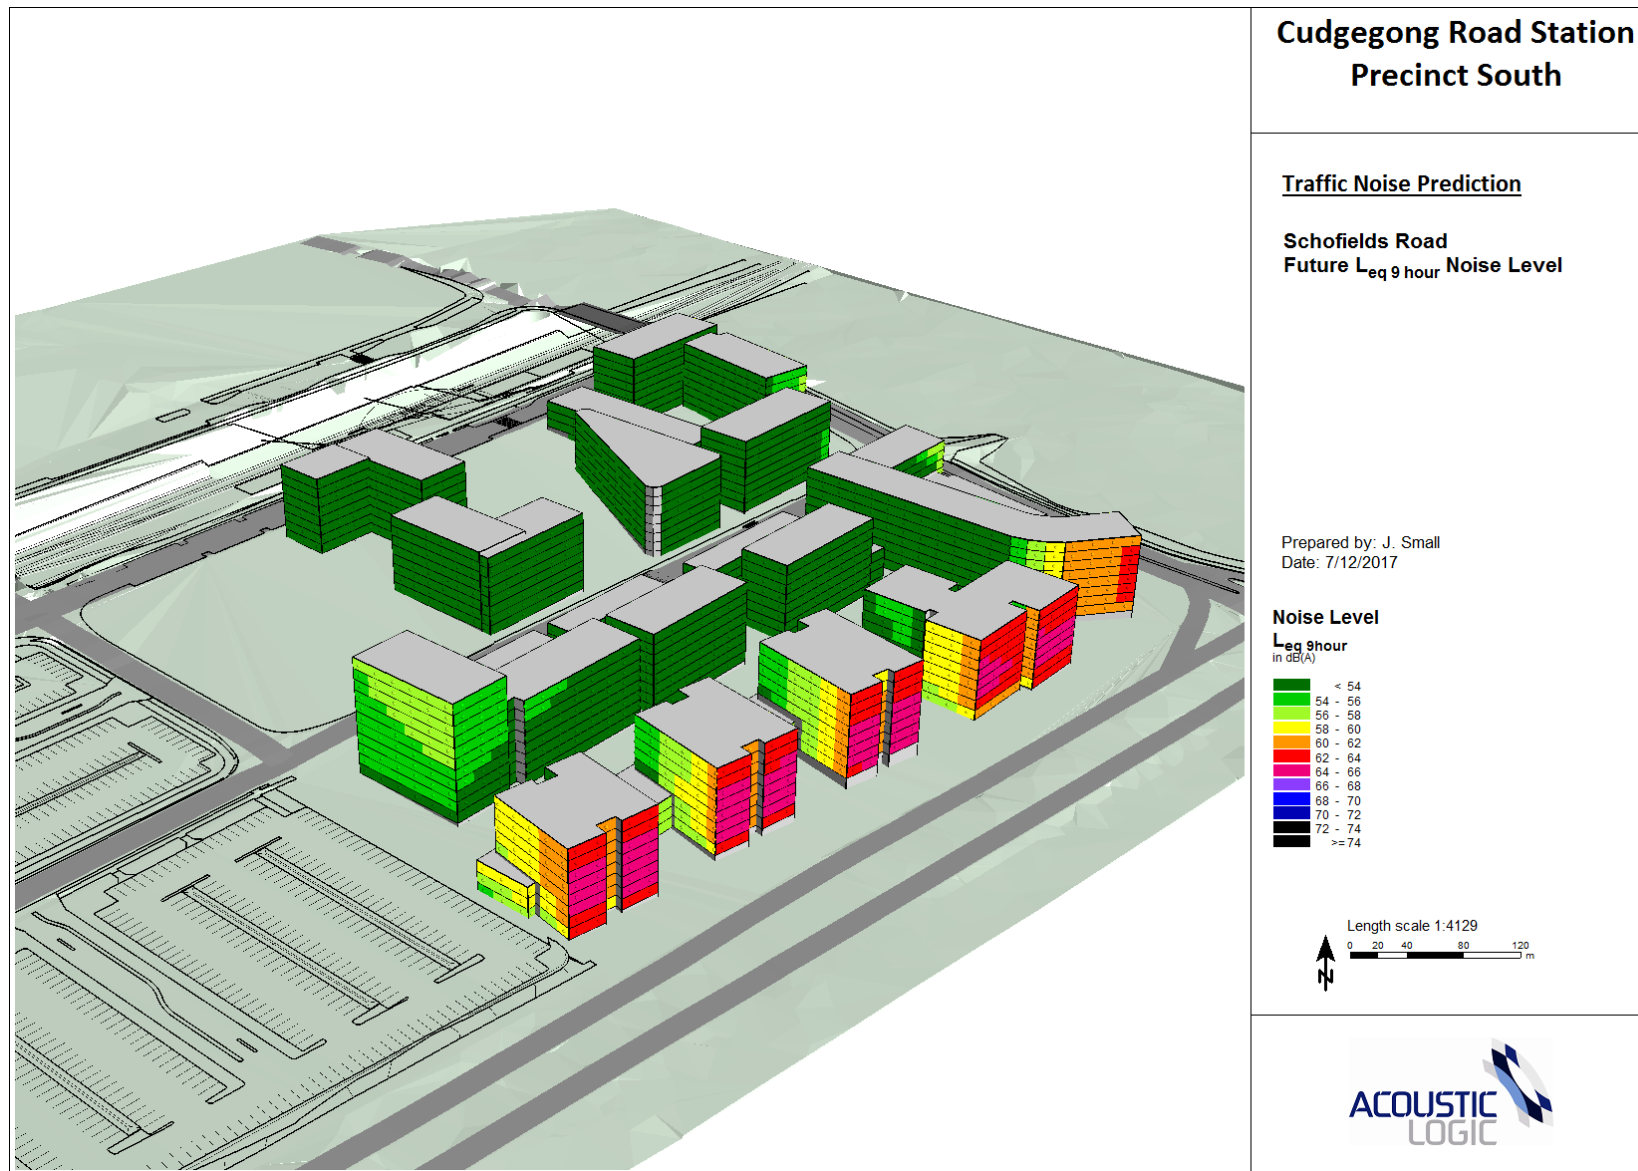 Cudgegong Road Station
Precinct South
Traffic Noise Prediction
Schofields Road
Future Leq 9 hour Noise Level
Prepared by: J. Small
Date: 7/12/2017
Noise Level
Leq 9hour
in dB(A)
< 54
54 - 56
56 - 58
58 - 60
60 - 62
62 - 64
64 - 66
66 - 68
68 - 70
70 - 72
72 - 74
>= 74
Length scale 1:4129
0 20 40 80 120
m
N
ACOUSTIC
LOGIC